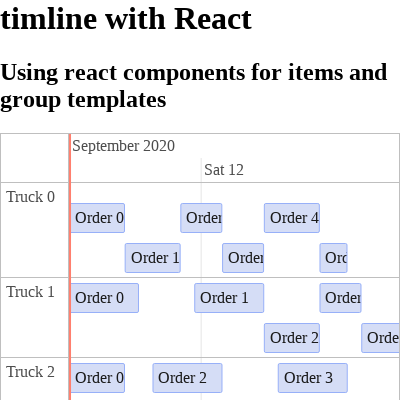 timline with React
Using react components for items and
group templates
September 2020
Sat 12
Truck 0
Order 0
Order
Order 4
Order 1
Order
Truck 1
Order 0
Order 1
Order
Order 2
Orde
Truck 2
Order 0
Order 2
Order 3